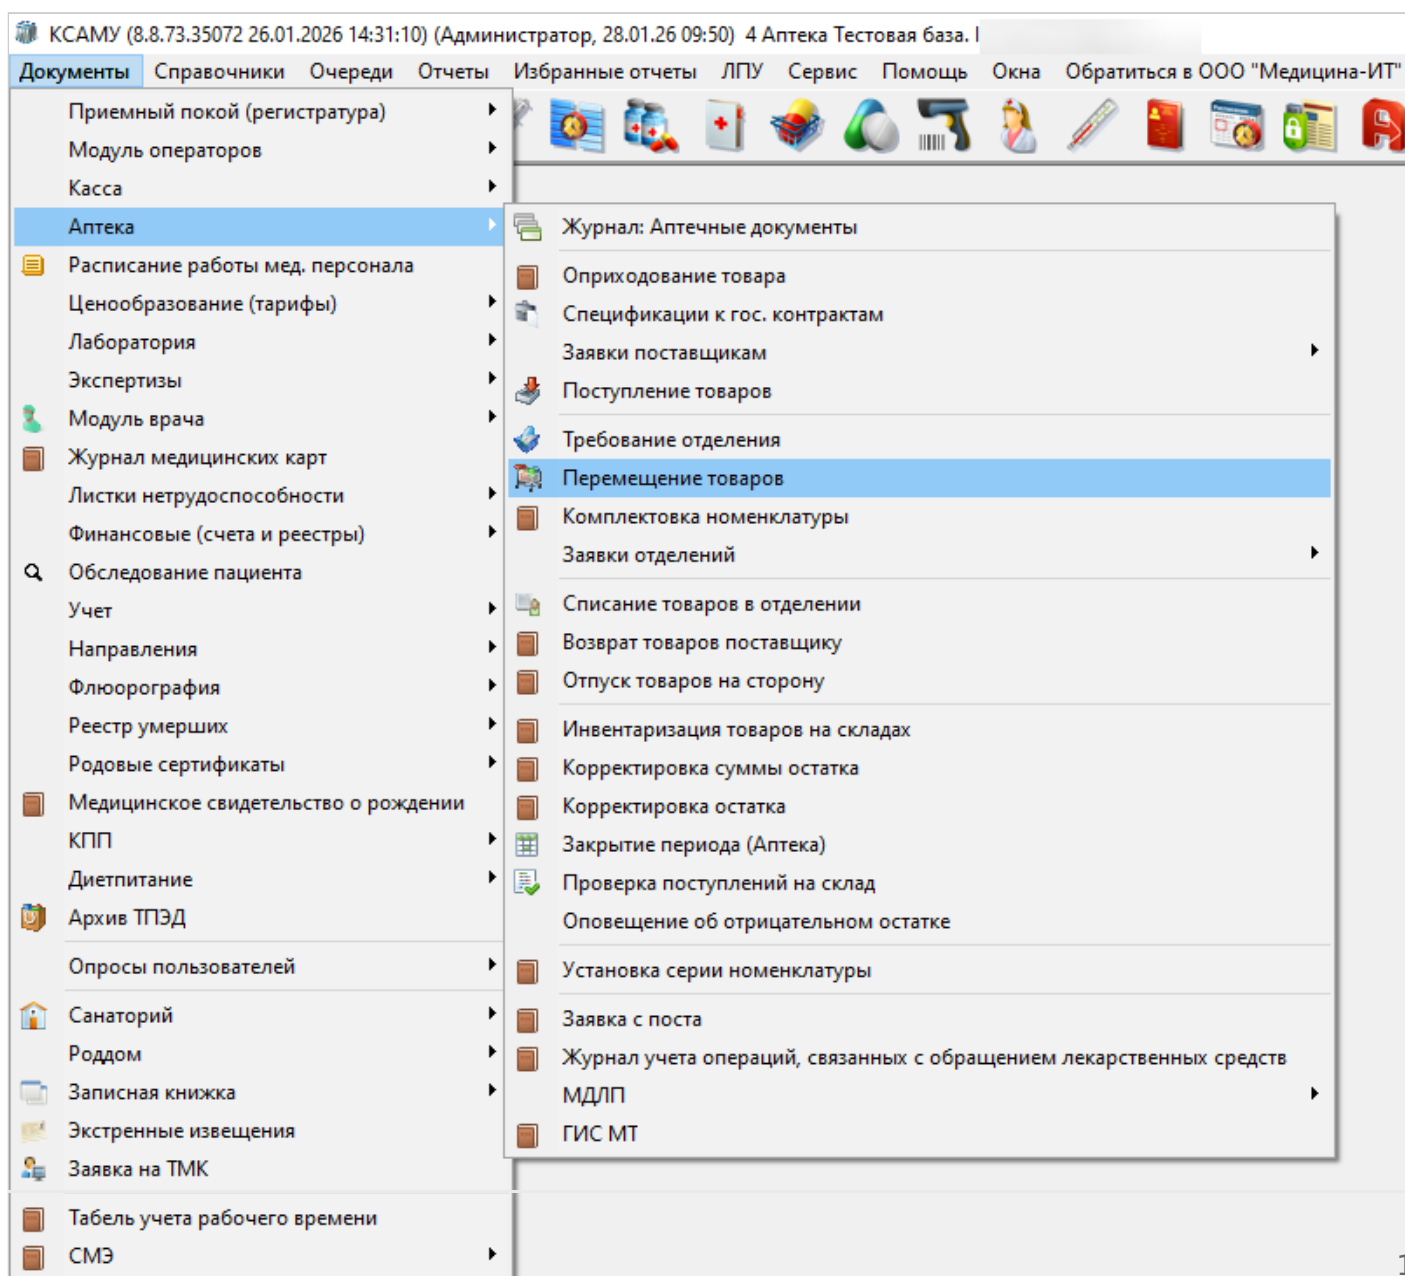 КСАМУ (8.8.73.35072 26.01.2026 14:31:10) (Администратор, 28.01.26 09:50) 4 Аптека Тестовая база.
Документы Справочники Очереди Отчеты Избранные отчеты ЛПУ Сервис Помощь Окна Обратиться в ООО "Медицина-ИТ"
Приемный покой (регистратура)
Модуль операторов
Касса
Аптека
Расписание работы мед. персонала
Ценообразование (тарифы)
Лаборатория
Экспертизы
Модуль врача
Журнал медицинских карт
Листки нетрудоспособности
Финансовые (счета и реестры)
Обследование пациента
Учет
Направления
Флюорография
Реестр умерших
Родовые сертификаты
Медицинское свидетельство о рождении
КПП
Диетпитание
Архив ТПЭД
Опросы пользователей
Санаторий
Роддом
Записная книжка
Экстренные извещения
Заявка на ТМК
Табель учета рабочего времени
СМЭ
Журнал: Аптечные документы
Оприходование товара
Спецификации к гос. контрактам
Заявки поставщикам
Поступление товаров
Требование отделения
Перемещение товаров
Комплектовка номенклатуры
Заявки отделений
Списание товаров в отделении
Возврат товаров поставщику
Отпуск товаров на сторону
Инвентаризация товаров на складах
Корректировка суммы остатка
Корректировка остатка
Закрытие периода (Аптека)
Проверка поступлений на склад
Оповещение об отрицательном остатке
Установка серии номенклатуры
Заявка с поста
Журнал учета операций, связанных с обращением лекарственных средств
МДЛП
ГИС МТ